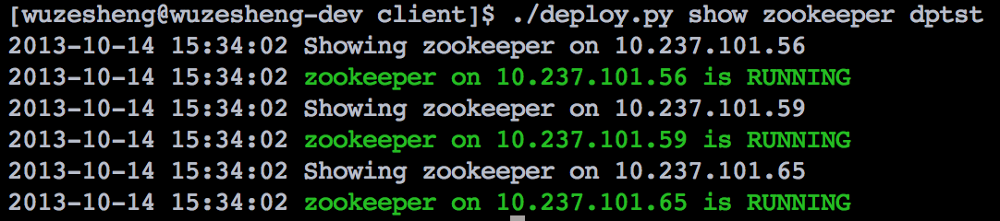 [wuzesheng@wuzesheng-dev client]$ ./deploy.py show zookeeper dptst
2013-10-14 15:34:02 Showing zookeeper on 10.237.101.56
2013-10-14 15:34:02 zookeeper on 10.237.101.56 is RUNNING
2013-10-14 15:34:02 Showing zookeeper on 10.237.101.59
2013-10-14 15:34:02 zookeeper on 10.237.101.59 is RUNNING
2013-10-14 15:34:02 Showing zookeeper on 10.237.101.65
2013-10-14 15:34:02 zookeeper on 10.237.101.65 is RUNNING